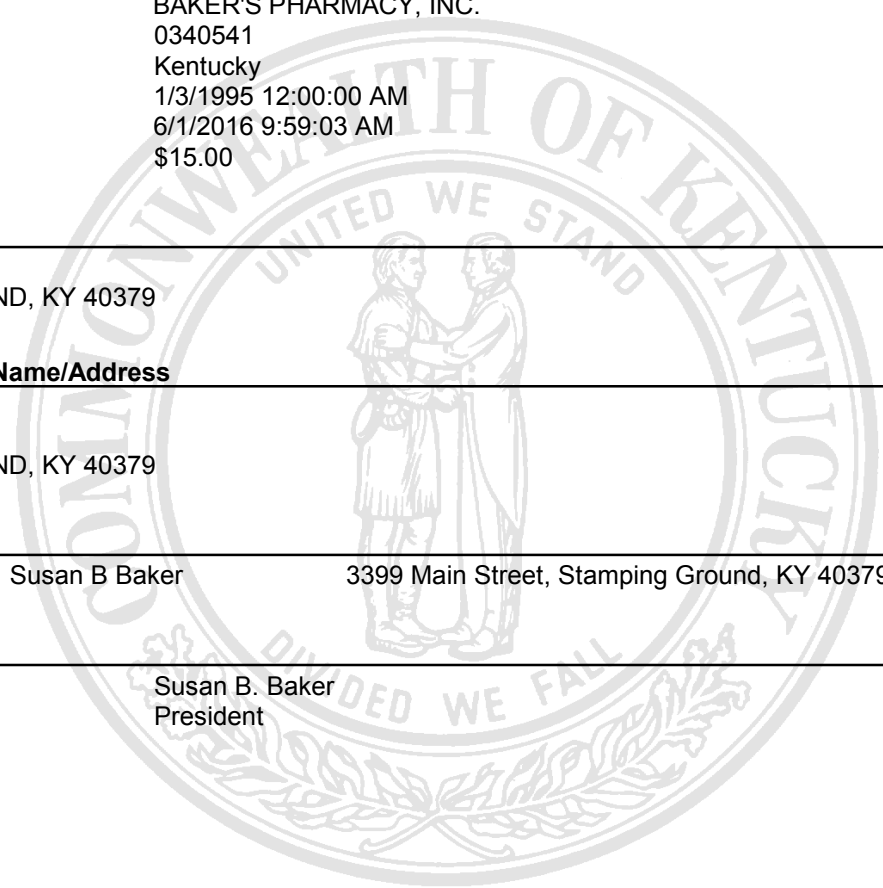 BAKER'S PHARMACY, INC.
0340541
Kentucky
1/3/1995 12:00:00 AM
6/1/2016 9:59:03 AM
$15.00
COMMONWEALTH OF KENTUCKY
UNITED WE STAND
ND, KY 40379
Name/Address
ND, KY 40379
Susan B Baker 3399 Main Street, Stamping Ground, KY 40379
DIVIDED WE FALL
Susan B. Baker
President